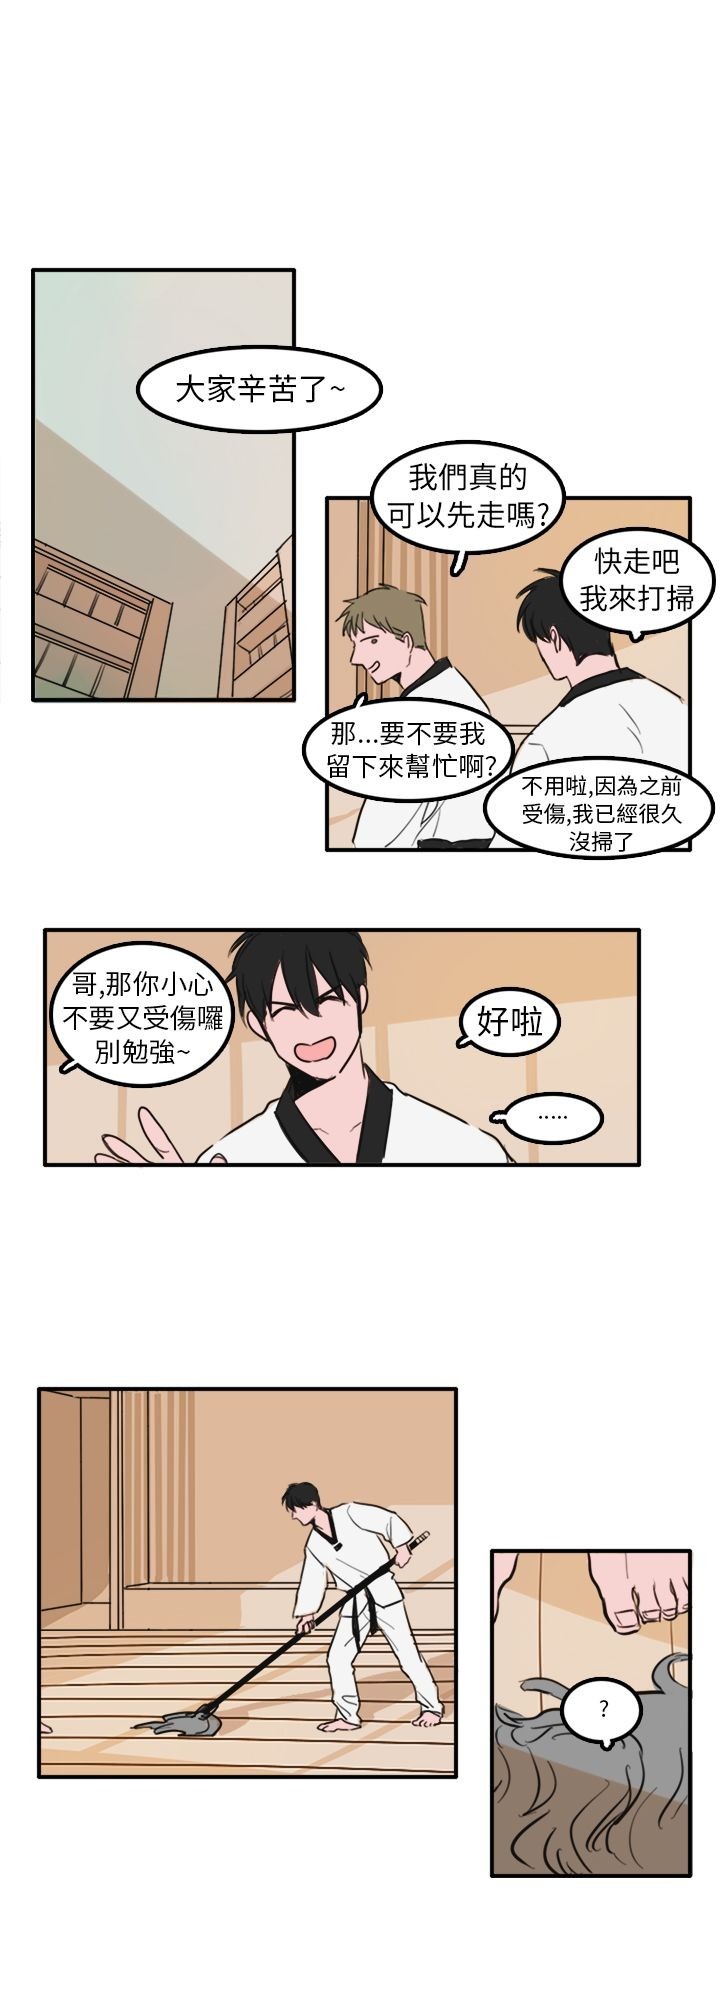 大家辛苦了~
我們真的
可以先走嗎?
快走吧
我來打掃
那...要不要我
留下來幫忙啊?
不用啦,因為之前
受傷,我已經很久
沒掃了
哥,那你小心
不要又受傷囉
別勉強~
好啦
.....
?